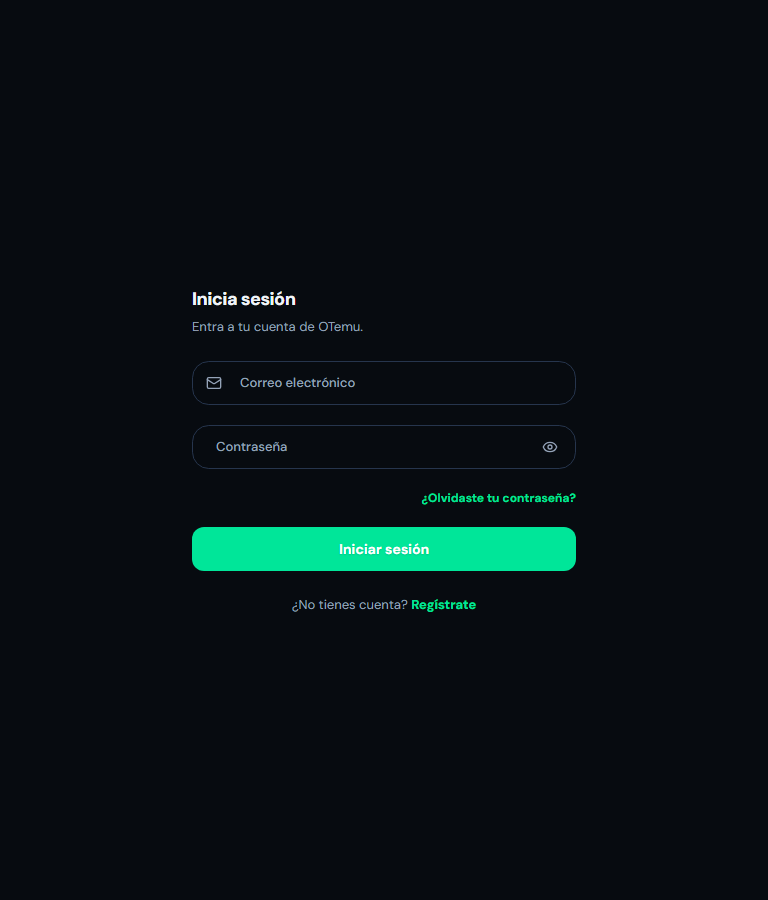 Inicia sesión
Entra a tu cuenta de OTemu.
Correo electrónico
Contraseña
¿Olvidaste tu contraseña?
Iniciar sesión
¿No tienes cuenta? Regístrate